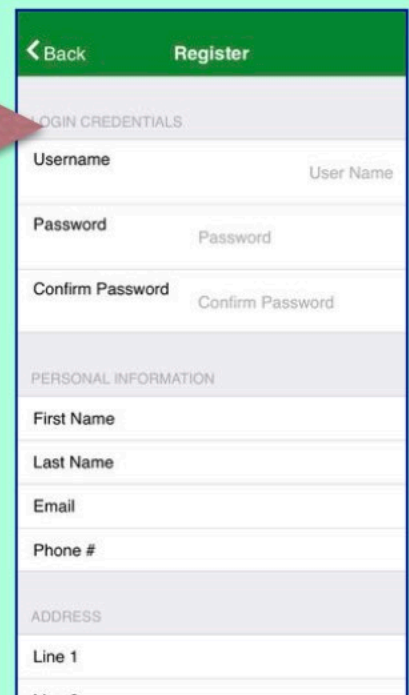 Back Register
LOGIN CREDENTIALS
Username User Name
Password Password
Confirm Password Confirm Password
PERSONAL INFORMATION
First Name
Last Name
Email
Phone #
ADDRESS
Line 1